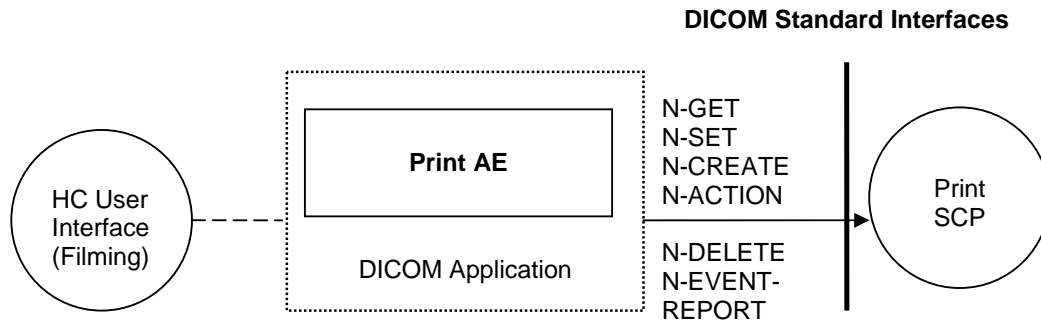 DICOM Standard Interfaces
HC User
Interface
(Filming)
Print AE
DICOM Application
N-GET
N-SET
N-CREATE
N-ACTION
N-DELETE
N-EVENT-
REPORT
Print
SCP